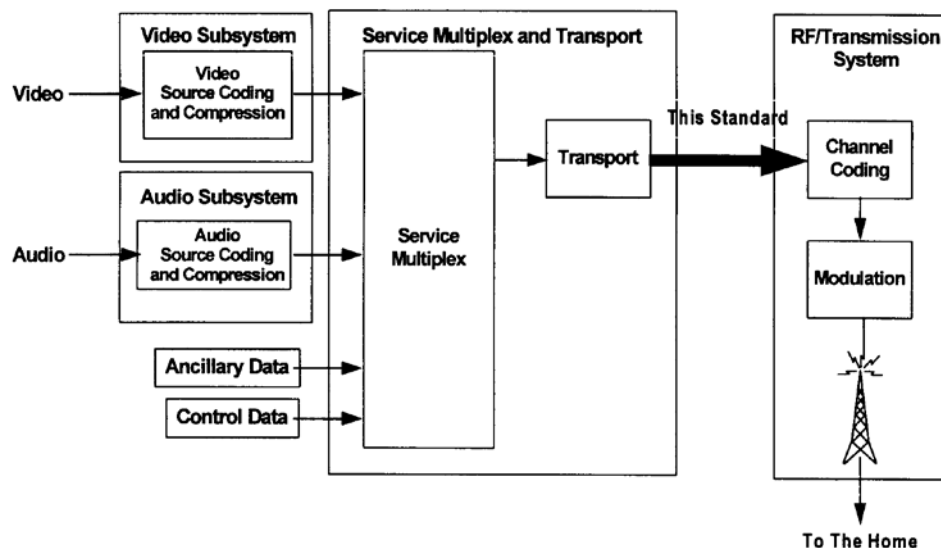 Video Subsystem
Video
Source Coding
and Compression
Video
Audio Subsystem
Audio
Source Coding
and Compression
Audio
Ancillary Data
Control Data
Service Multiplex and Transport
Service
Multiplex
Transport
This Standard
RF/Transmission
System
Channel
Coding
Modulation
To The Home